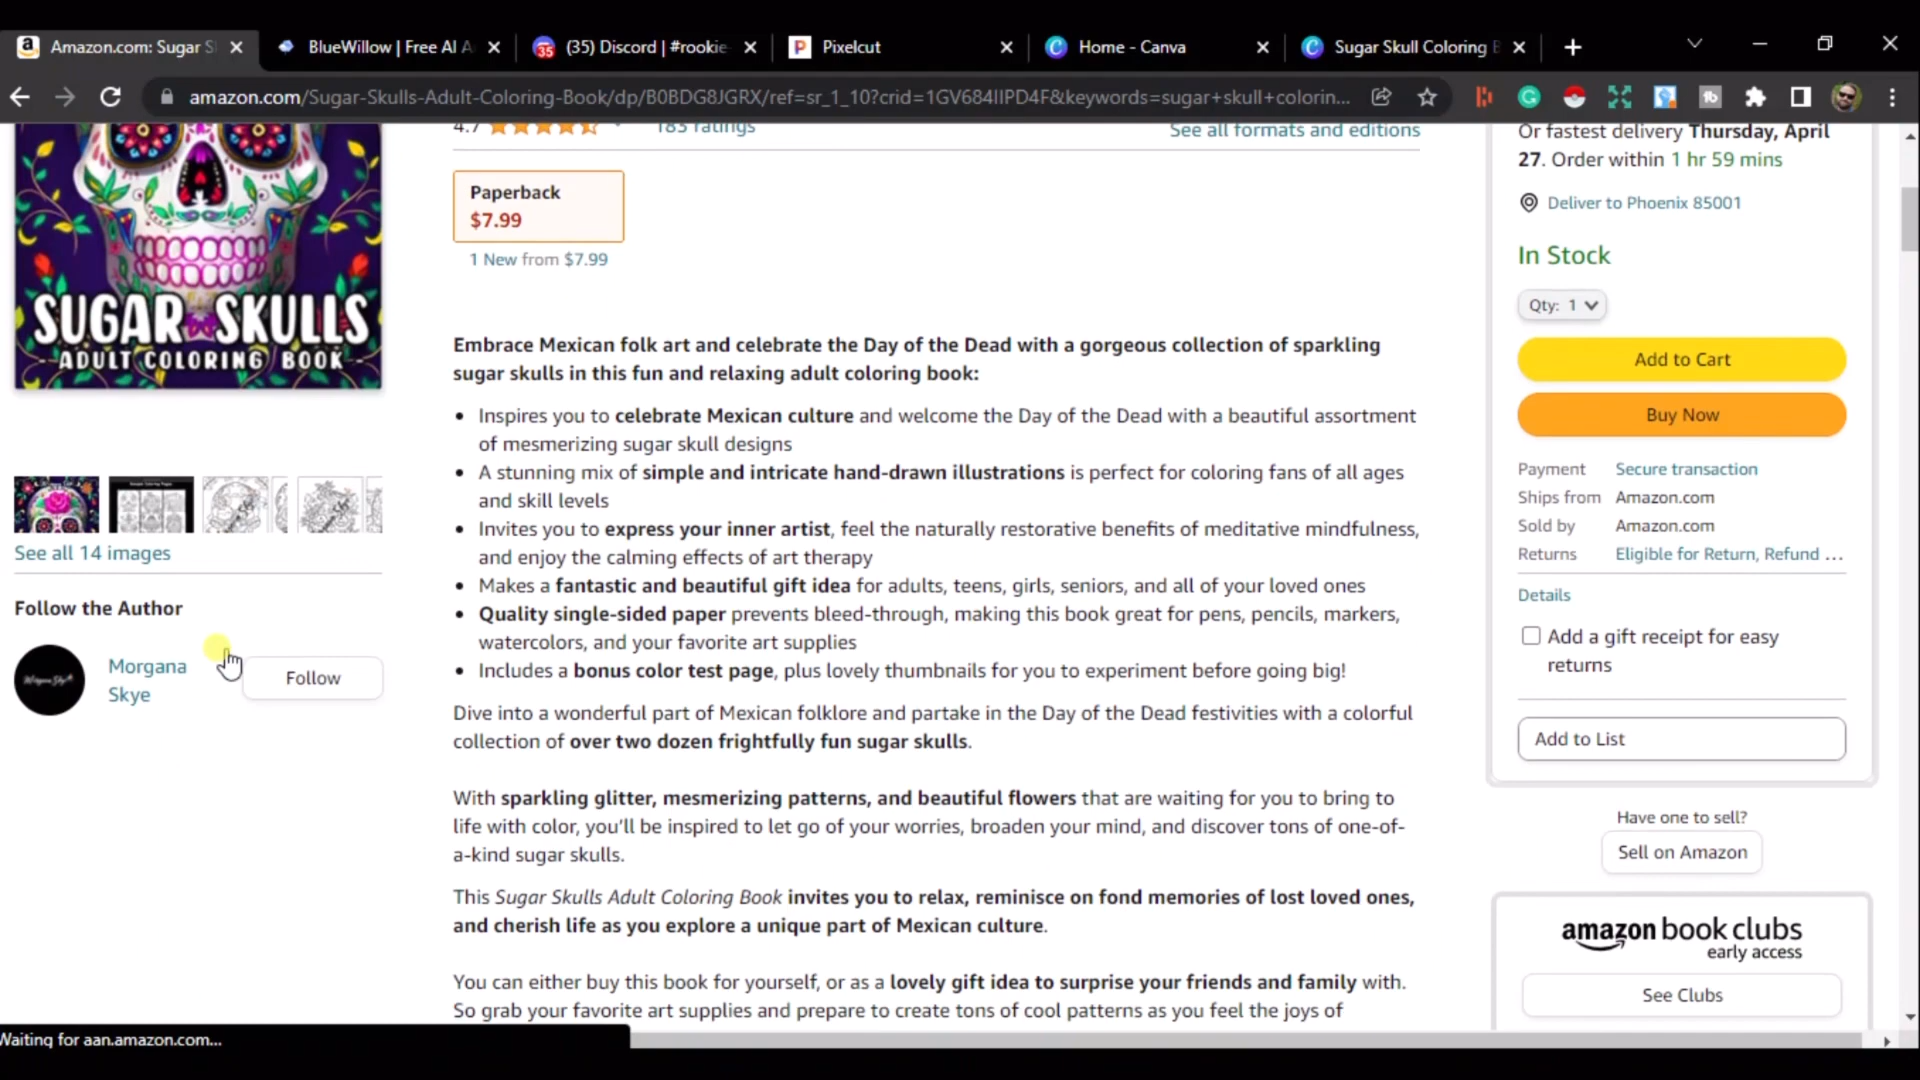 Amazon.com: Sugar S
BlueWillow | Free AI A
(35) Discord | #rookie-
Pixelcut
Home - Canva
Sugar Skull Coloring B
amazon.com/Sugar-Skulls-Adult-Coloring-Book/dp/B0BDG8JGRX/ref=sr_1_10?crid=1GV684IIPD4F&keywords=sugar+skull+colorin...
4.7
183 ratings
See all formats and editions
Paperback
$7.99
1 New from $7.99
SUGAR SKULLS
ADULT COLORING BOOK
See all 14 images
Follow the Author
Morgana
Skye
Follow
Embrace Mexican folk art and celebrate the Day of the Dead with a gorgeous collection of sparkling
sugar skulls in this fun and relaxing adult coloring book:
• Inspires you to celebrate Mexican culture and welcome the Day of the Dead with a beautiful assortment
of mesmerizing sugar skull designs
• A stunning mix of simple and intricate hand-drawn illustrations is perfect for coloring fans of all ages
and skill levels
• Invites you to express your inner artist, feel the naturally restorative benefits of meditative mindfulness,
and enjoy the calming effects of art therapy
• Makes a fantastic and beautiful gift idea for adults, teens, girls, seniors, and all of your loved ones
• Quality single-sided paper prevents bleed-through, making this book great for pens, pencils, markers,
watercolors, and your favorite art supplies
• Includes a bonus color test page, plus lovely thumbnails for you to experiment before going big!
Dive into a wonderful part of Mexican folklore and partake in the Day of the Dead festivities with a colorful
collection of over two dozen frightfully fun sugar skulls.
With sparkling glitter, mesmerizing patterns, and beautiful flowers that are waiting for you to bring to
life with color, you'll be inspired to let go of your worries, broaden your mind, and discover tons of one-of-
a-kind sugar skulls.
This Sugar Skulls Adult Coloring Book invites you to relax, reminisce on fond memories of lost loved ones,
and cherish life as you explore a unique part of Mexican culture.
You can either buy this book for yourself, or as a lovely gift idea to surprise your friends and family with.
So grab your favorite art supplies and prepare to create tons of cool patterns as you feel the joys of
Or fastest delivery Thursday, April
27. Order within 1 hr 59 mins
Deliver to Phoenix 85001
In Stock
Qty: 1
Add to Cart
Buy Now
Payment Secure transaction
Ships from Amazon.com
Sold by Amazon.com
Returns Eligible for Return, Refund ...
Details
Add a gift receipt for easy
returns
Add to List
Have one to sell?
Sell on Amazon
amazon book clubs
early access
See Clubs
Waiting for aan.amazon.com...